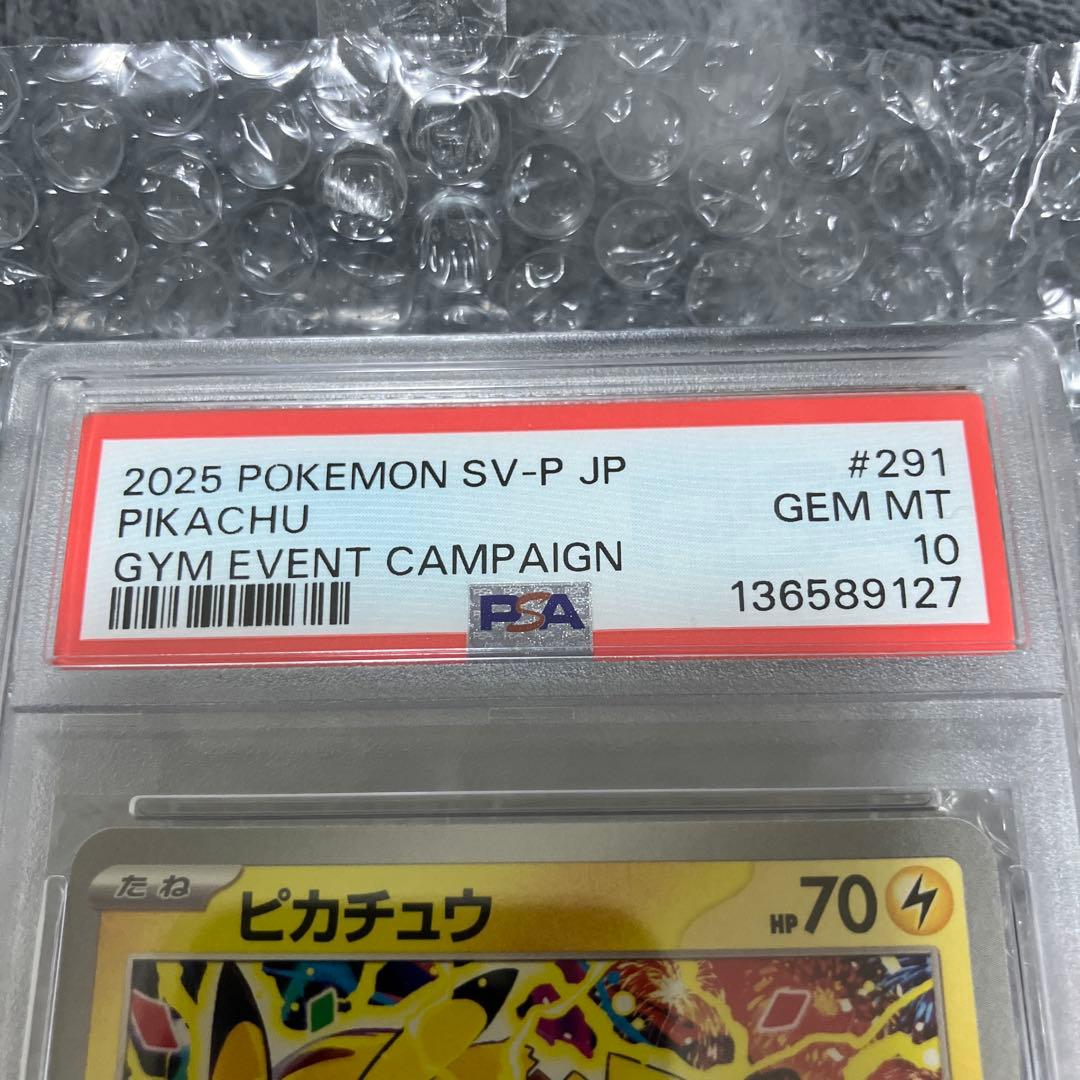 2025 POKEMON SV-P JP #291
PIKACHU GEM MT
GYM EVENT CAMPAIGN 10
PSA 136589127
たね ピカチュウ HP70